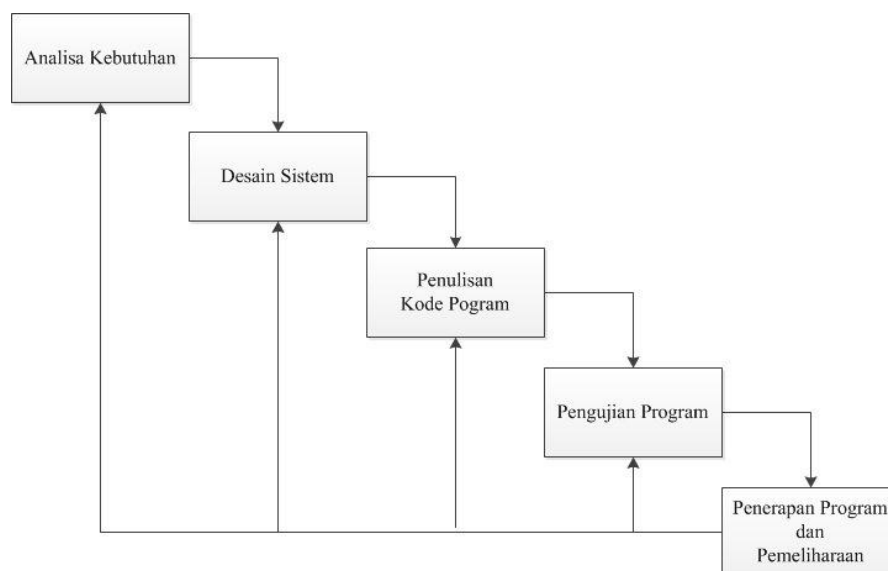 Analisa Kebutuhan
Desain Sistem
Penulisan
Kode Pogram
Pengujian Program
Penerapan Program
dan
Pemeliharaan